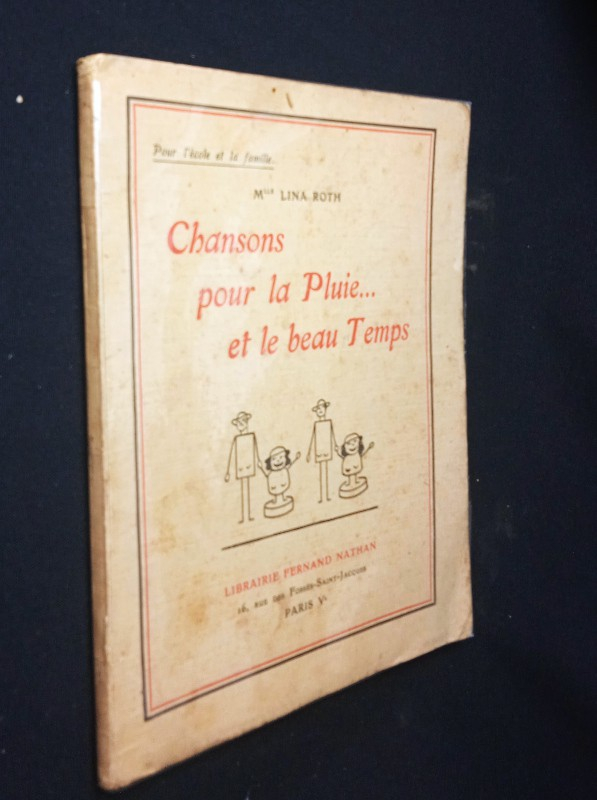 Pour l'école et la famille.
Mlle LINA ROTH
Chansons
pour la Pluie...
et le beau Temps
LIBRAIRIE FERNAND NATHAN
16, RUE DES FOSSÉS-SAINT-JACQUES
PARIS Ve